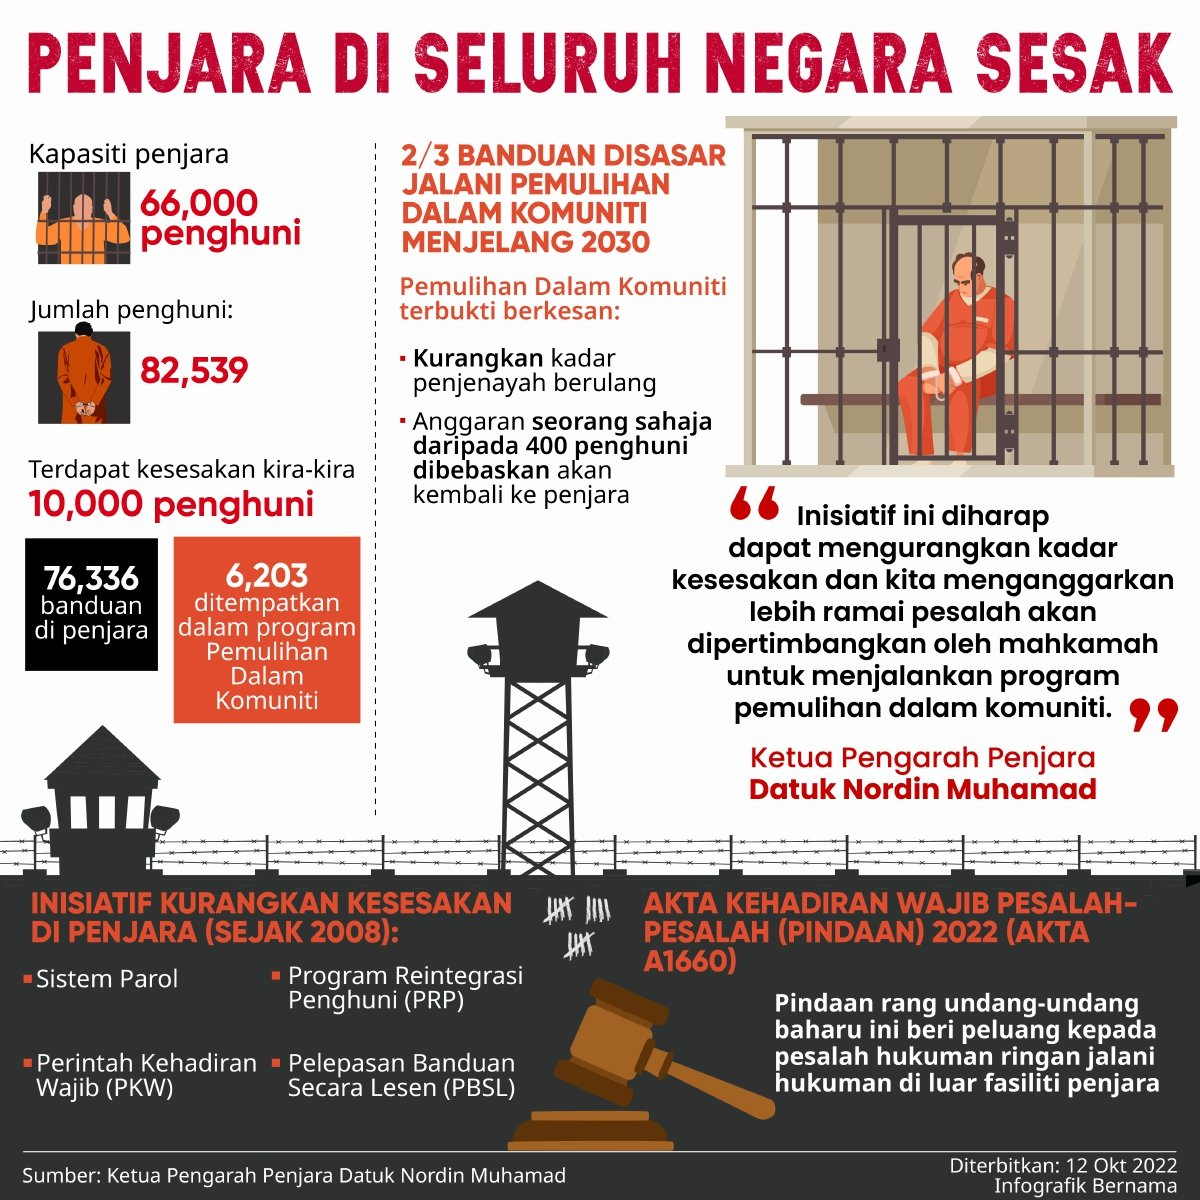 PENJARA DI SELURUH NEGARA SESAK
Kapasiti penjara
66,000
penghuni
Jumlah penghuni:
82,539
Terdapat kesesakan kira-kira
10,000 penghuni
76,336
banduan
di penjara
6,203
ditempatkan
dalam program
Pemulihan
Dalam
Komuniti
2/3 BANDUAN DISASAR
JALANI PEMULIHAN
DALAM KOMUNITI
MENJELANG 2030
Pemulihan Dalam Komuniti
terbukti berkesan:
▪ Kurangkan kadar
penjenayah berulang
▪ Anggaran seorang sahaja
daripada 400 penghuni
dibebaskan akan
kembali ke penjara
“ Inisiatif ini diharap
dapat mengurangkan kadar
kesesakan dan kita menganggarkan
lebih ramai pesalah akan
dipertimbangkan oleh mahkamah
untuk menjalankan program
pemulihan dalam komuniti. ”
Ketua Pengarah Penjara
Datuk Nordin Muhamad
INISIATIF KURANGKAN KESESAKAN
DI PENJARA (SEJAK 2008):
▪ Sistem Parol
▪ Program Reintegrasi
Penghuni (PRP)
▪ Perintah Kehadiran
Wajib (PKW)
▪ Pelepasan Banduan
Secara Lesen (PBSL)
AKTA KEHADIRAN WAJIB PESALAH-
PESALAH (PINDAAN) 2022 (AKTA
A1660)
Pindaan rang undang-undang
baharu ini beri peluang kepada
pesalah hukuman ringan jalani
hukuman di luar fasiliti penjara
Sumber: Ketua Pengarah Penjara Datuk Nordin Muhamad
Diterbitkan: 12 Okt 2022
Infografik Bernama